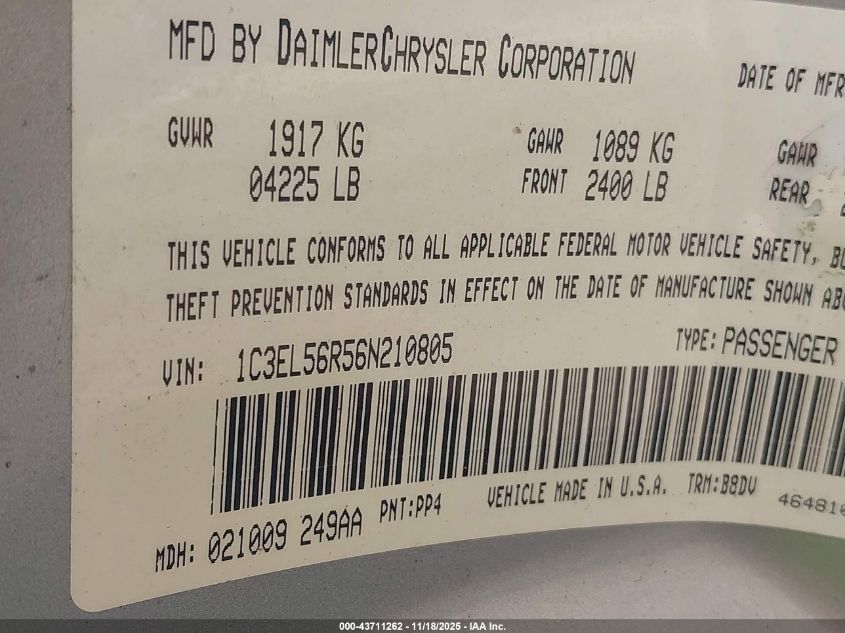 MFD BY DAIMLERCHRYSLER CORPORATION
DATE OF MFR
GVWR 1917 KG GAWR 1089 KG GAWR
04225 LB FRONT 2400 LB REAR
THIS VEHICLE CONFORMS TO ALL APPLICABLE FEDERAL MOTOR VEHICLE SAFETY,
THEFT PREVENTION STANDARDS IN EFFECT ON THE DATE OF MANUFACTURE SHOWN
VIN: 1C3EL56R56N210805 TYPE: PASSENGER
MDH: 021009 249AA PNT:PP4 VEHICLE MADE IN U.S.A. TRM:B8DV
000-43711262 - 11/18/2025 - IAA Inc.